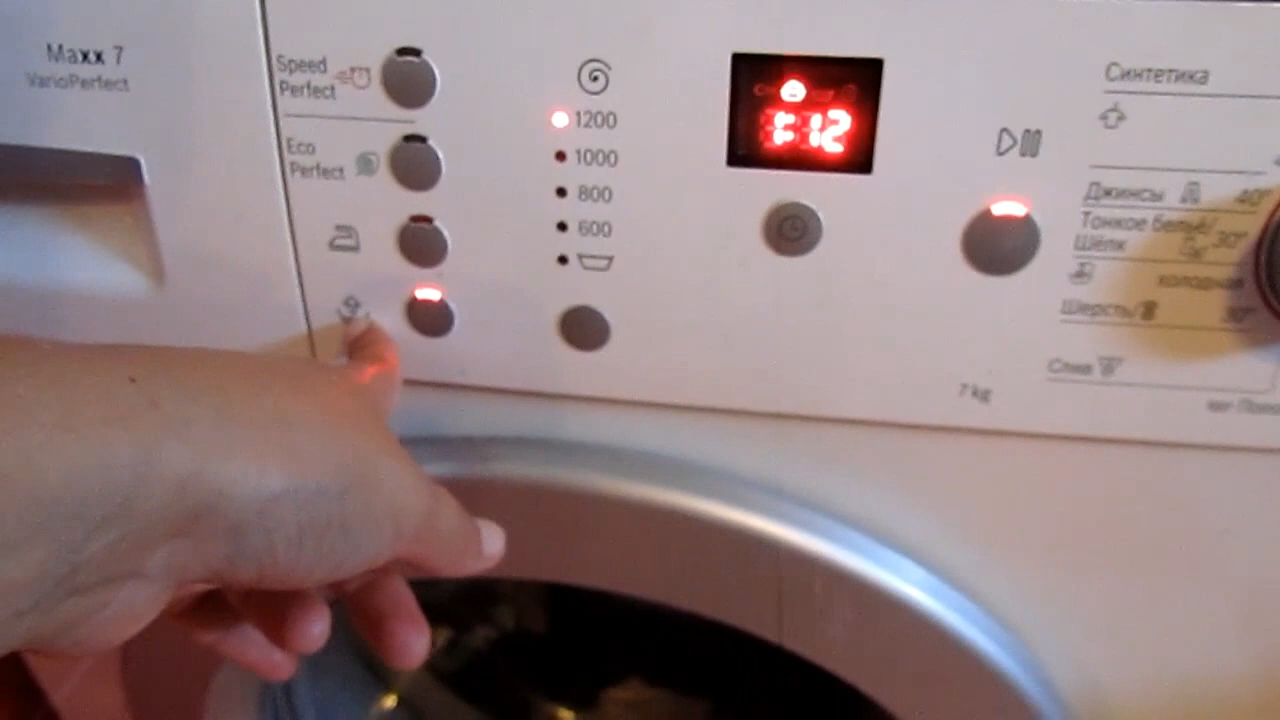 Maxx 7
VarioPerfect
Speed
Perfect
Eco
Perfect
1200
1000
800
600
F12
Синтетика
Джинсы 40°
Тонкое бельё/
Шёлк 30°
холодная
Шерсть/ 30°
Слив
7 kg